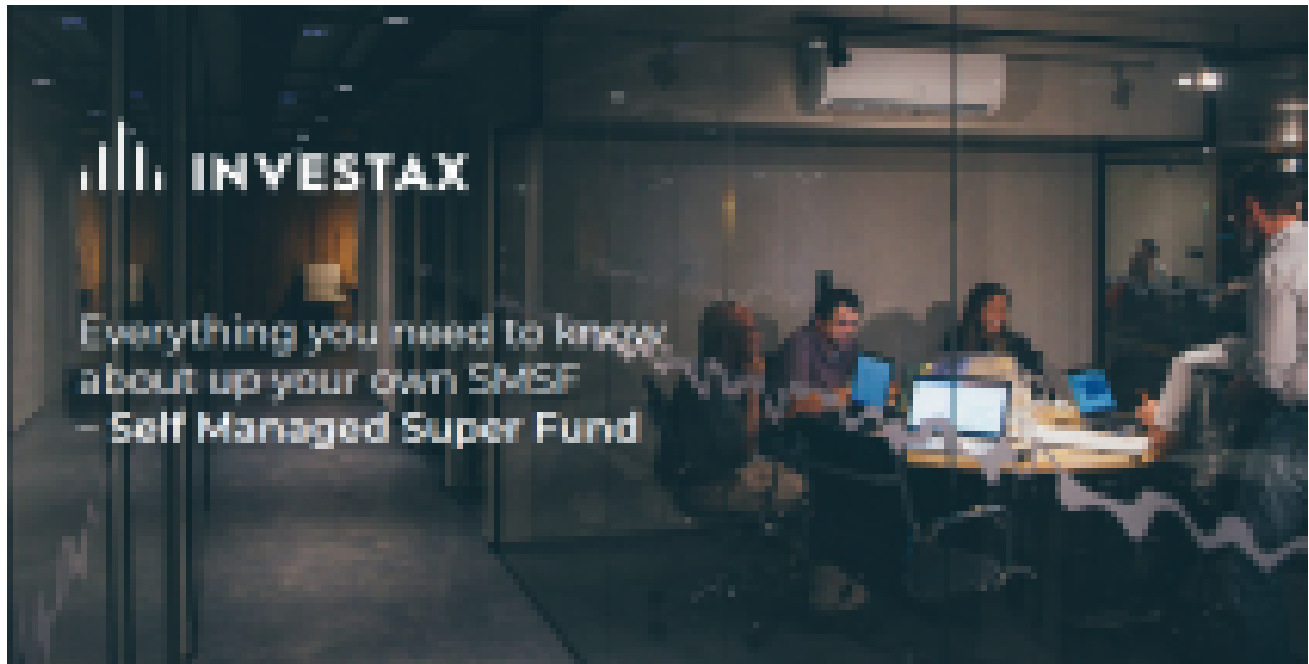 INVESTAX
Everything you need to know
about up your own SMSF
– Self Managed Super Fund